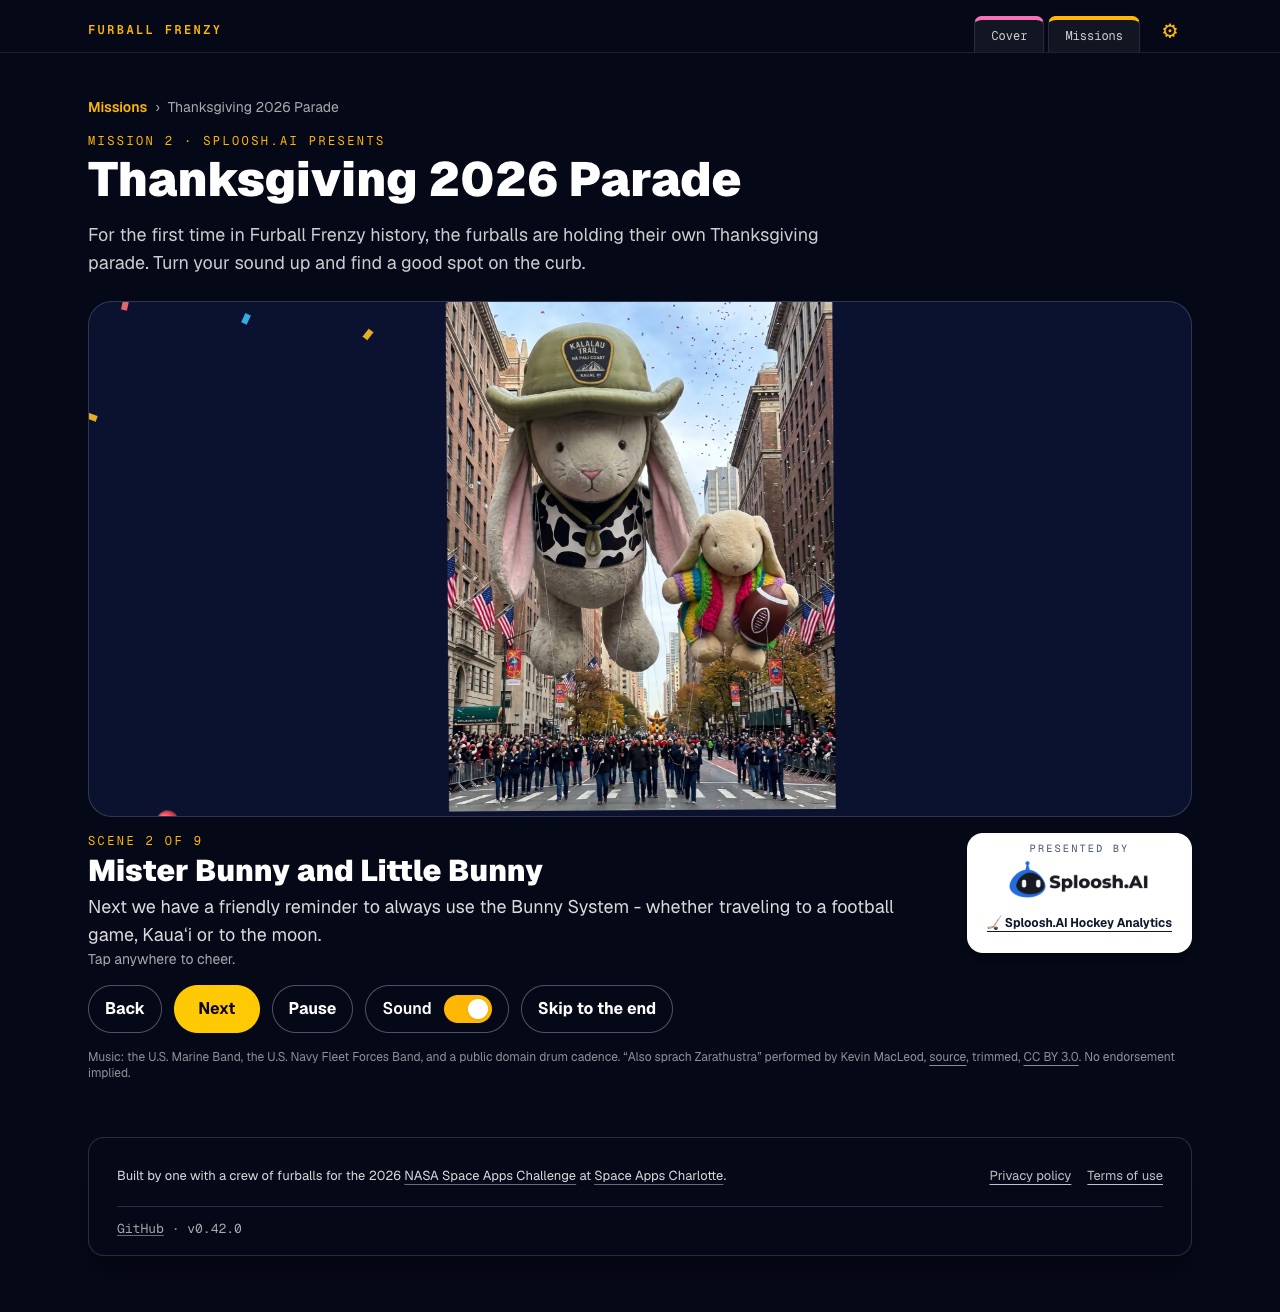 FURBALL FRENZY
Cover
Missions
Missions › Thanksgiving 2026 Parade
MISSION 2 · SPLOOSH.AI PRESENTS
Thanksgiving 2026 Parade
For the first time in Furball Frenzy history, the furballs are holding their own Thanksgiving
parade. Turn your sound up and find a good spot on the curb.
KALALAU
TRAIL
NĀ PALI COAST
KAUAI, HI
SCENE 2 OF 9
Mister Bunny and Little Bunny
Next we have a friendly reminder to always use the Bunny System - whether traveling to a football
game, Kauaʻi or to the moon.
Tap anywhere to cheer.
PRESENTED BY
Sploosh.AI
Sploosh.AI Hockey Analytics
Back
Next
Pause
Sound
Skip to the end
Music: the U.S. Marine Band, the U.S. Navy Fleet Forces Band, and a public domain drum cadence. “Also sprach Zarathustra” performed by Kevin MacLeod, source, trimmed, CC BY 3.0. No endorsement
implied.
Built by one with a crew of furballs for the 2026 NASA Space Apps Challenge at Space Apps Charlotte.
Privacy policy
Terms of use
GitHub · v0.42.0